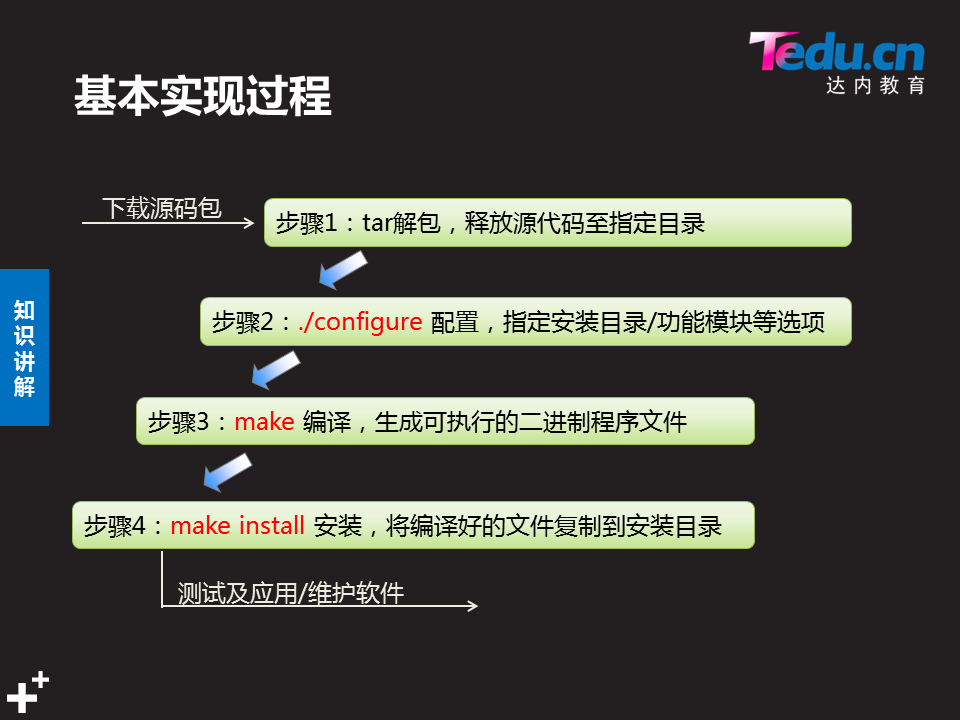 Tedu.cn
达内教育
基本实现过程
下载源码包
步骤1：tar解包，释放源代码至指定目录
步骤2：./configure 配置，指定安装目录/功能模块等选项
知识讲解
步骤3：make 编译，生成可执行的二进制程序文件
步骤4：make install 安装，将编译好的文件复制到安装目录
测试及应用/维护软件